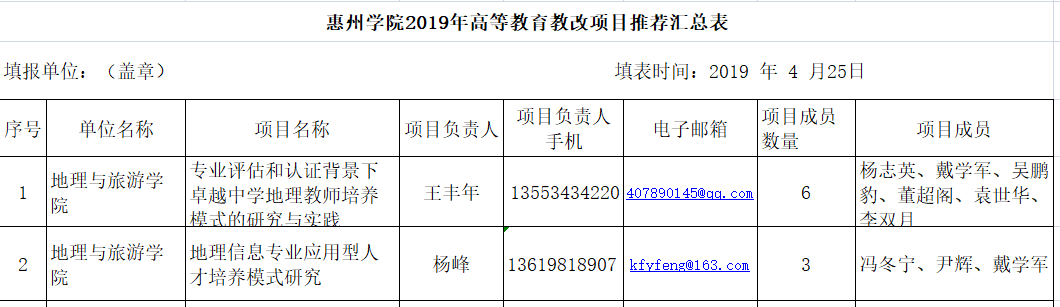 惠州学院2019年高等教育教改项目推荐汇总表
填报单位：（盖章） 填表时间：2019 年 4 月25日
序号 单位名称 项目名称 项目负责人 项目负责人手机 电子邮箱 项目成员数量 项目成员
1 地理与旅游学院 专业评估和认证背景下卓越中学地理教师培养模式的研究与实践 王丰年 13553434220 407890145@qq.com 6 杨志英、戴学军、吴鹏豹、董超阁、袁世华、李双月
2 地理与旅游学院 地理信息专业应用型人才培养模式研究 杨峰 13619818907 kfyfeng@163.com 3 冯冬宁、尹辉、戴学军